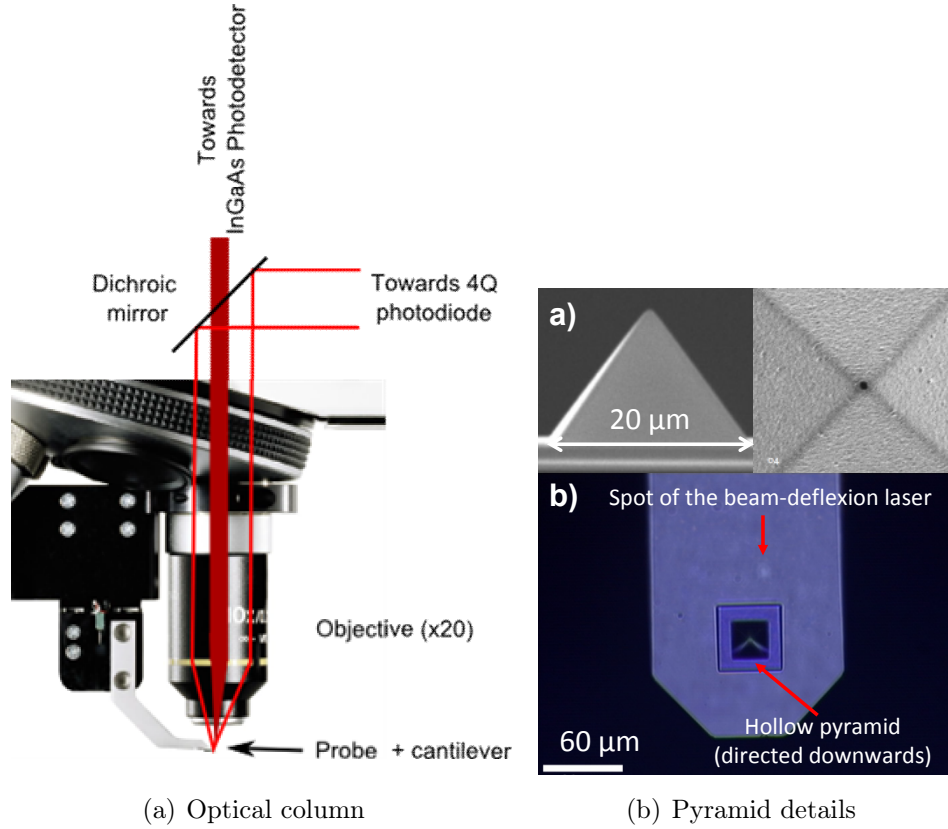 Towards
InGaAs Photodetector
Dichroic
mirror
Towards 4Q
photodiode
Objective (x20)
Probe + cantilever
(a) Optical column
a)
20 μm
b)
Spot of the beam-deflexion laser
Hollow pyramid
(directed downwards)
60 μm
(b) Pyramid details